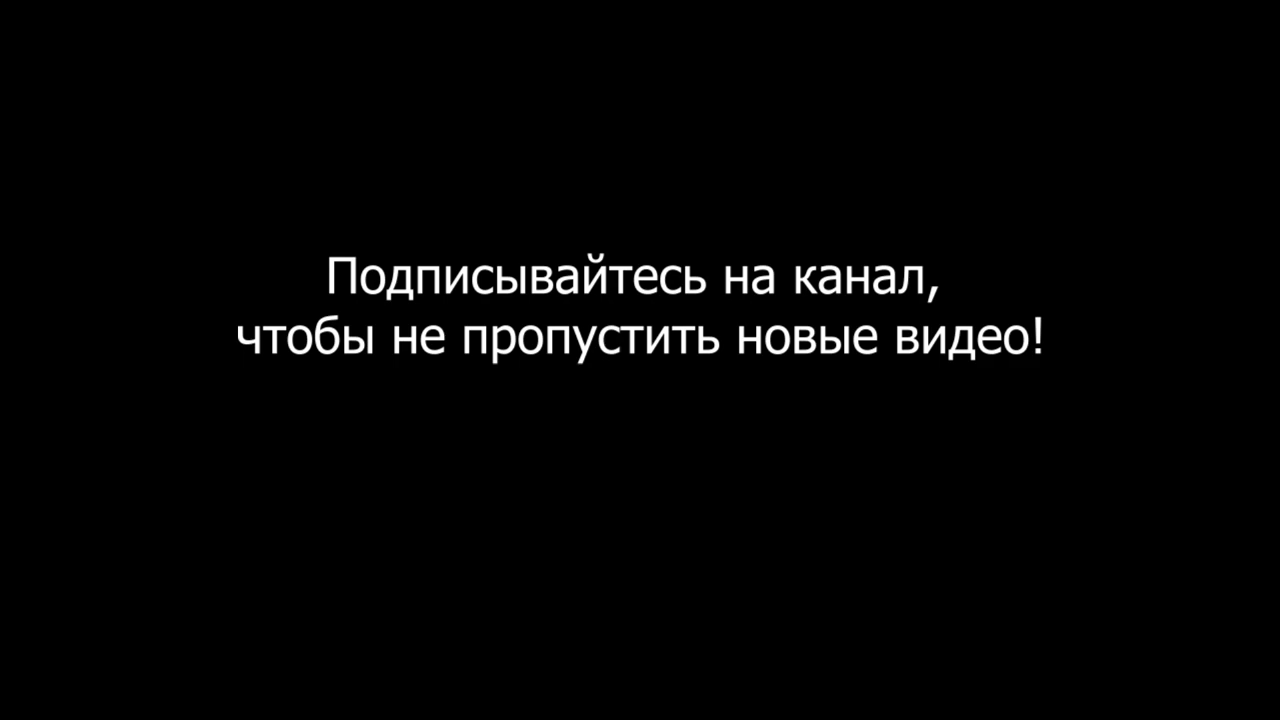 Подписывайтесь на канал,
чтобы не пропустить новые видео!